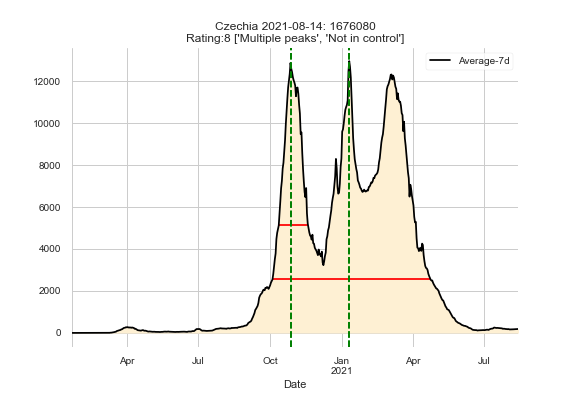 Czechia 2021-08-14: 1676080
Rating:8 ['Multiple peaks', 'Not in control']
Average-7d
12000
10000
8000
6000
4000
2000
0
Apr Jul Oct Jan Apr Jul
2021
Date